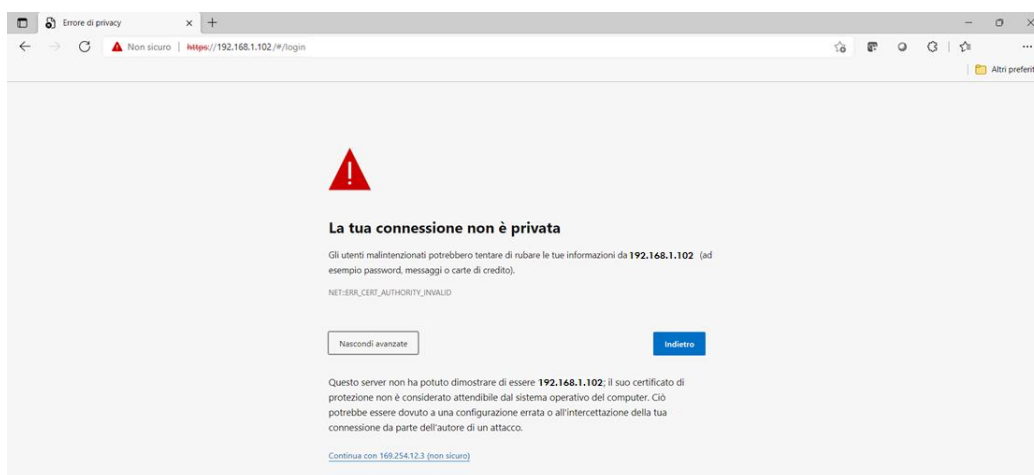 Errore di privacy
Non sicuro https://192.168.1.102/#/login
Altri preferit
La tua connessione non è privata
Gli utenti malintenzionati potrebbero tentare di rubare le tue informazioni da 192.168.1.102 (ad
esempio password, messaggi o carte di credito).
NET::ERR_CERT_AUTHORITY_INVALID
Nascondi avanzate
Indietro
Questo server non ha potuto dimostrare di essere 192.168.1.102; il suo certificato di
protezione non è considerato attendibile dal sistema operativo del computer. Ciò
potrebbe essere dovuto a una configurazione errata o all'intercettazione della tua
connessione da parte dell'autore di un attacco.
Continua con 169.254.12.3 (non sicuro)